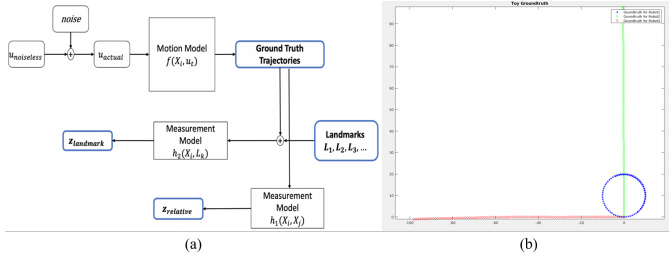 noise
u_noiseless
+
u_actual
Motion Model
f(X_i, u_t)
Ground Truth
Trajectories
z_landmark
Measurement
Model
h_2(X_i, L_k)
+
Landmarks
L_1, L_2, L_3, ...
z_relative
Measurement
Model
h_1(X_i, X_j)
(a)
Toy Groundtruth
Groundtruth for Robot1
Groundtruth for Robot2
Groundtruth for Robot3
90
80
70
60
50
40
30
20
10
0
-100
-80
-60
-40
-20
0
20
(b)